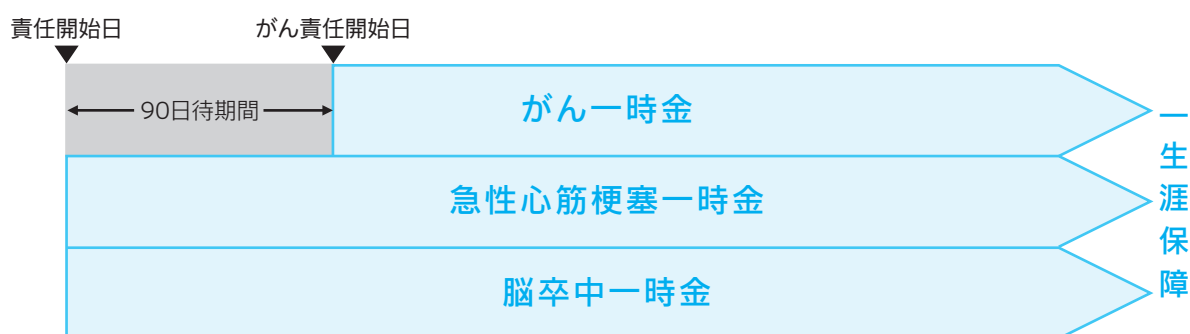 責任開始日
がん責任開始日
90日待期間
がん一時金
急性心筋梗塞一時金
脳卒中一時金
一生涯保障